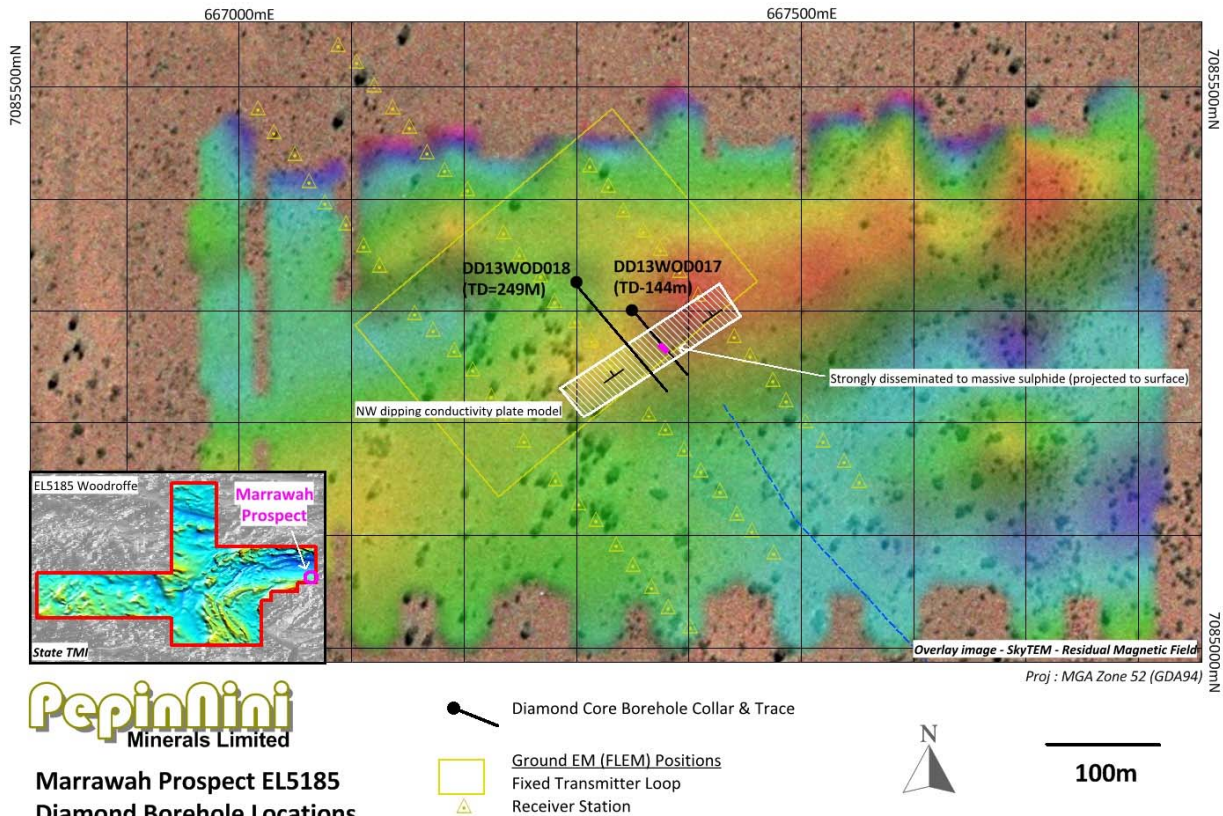 667000mE
667500mE
7085500mN
7085500mN
DD13WOD018
(TD=249M)
DD13WOD017
(TD-144m)
Strongly disseminated to massive sulphide (projected to surface)
NW dipping conductivity plate model
EL5185 Woodroffe
Marrawah
Prospect
State TMI
Overlay image - SkyTEM - Residual Magnetic Field
7085000mN
Proj : MGA Zone 52 (GDA94)
PepinNini
Minerals Limited
Marrawah Prospect EL5185
Diamond Borehole Locations
Diamond Core Borehole Collar & Trace
Ground EM (FLEM) Positions
Fixed Transmitter Loop
Receiver Station
N
100m